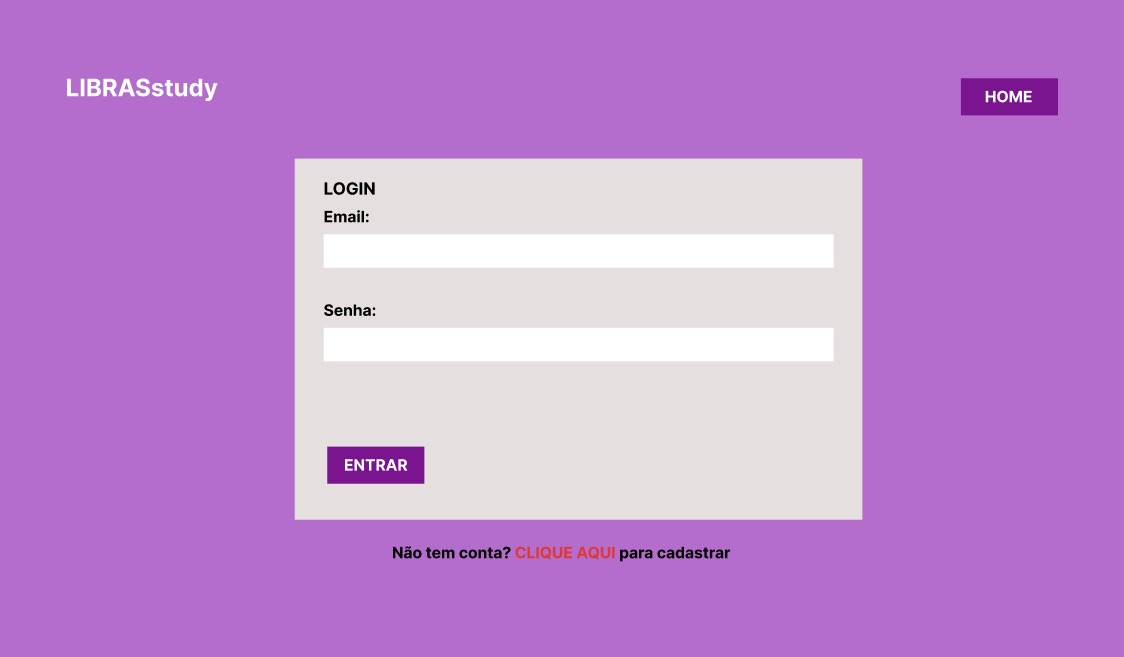 LIBRASstudy
HOME
LOGIN
Email:
Senha:
ENTRAR
Não tem conta? CLIQUE AQUI para cadastrar